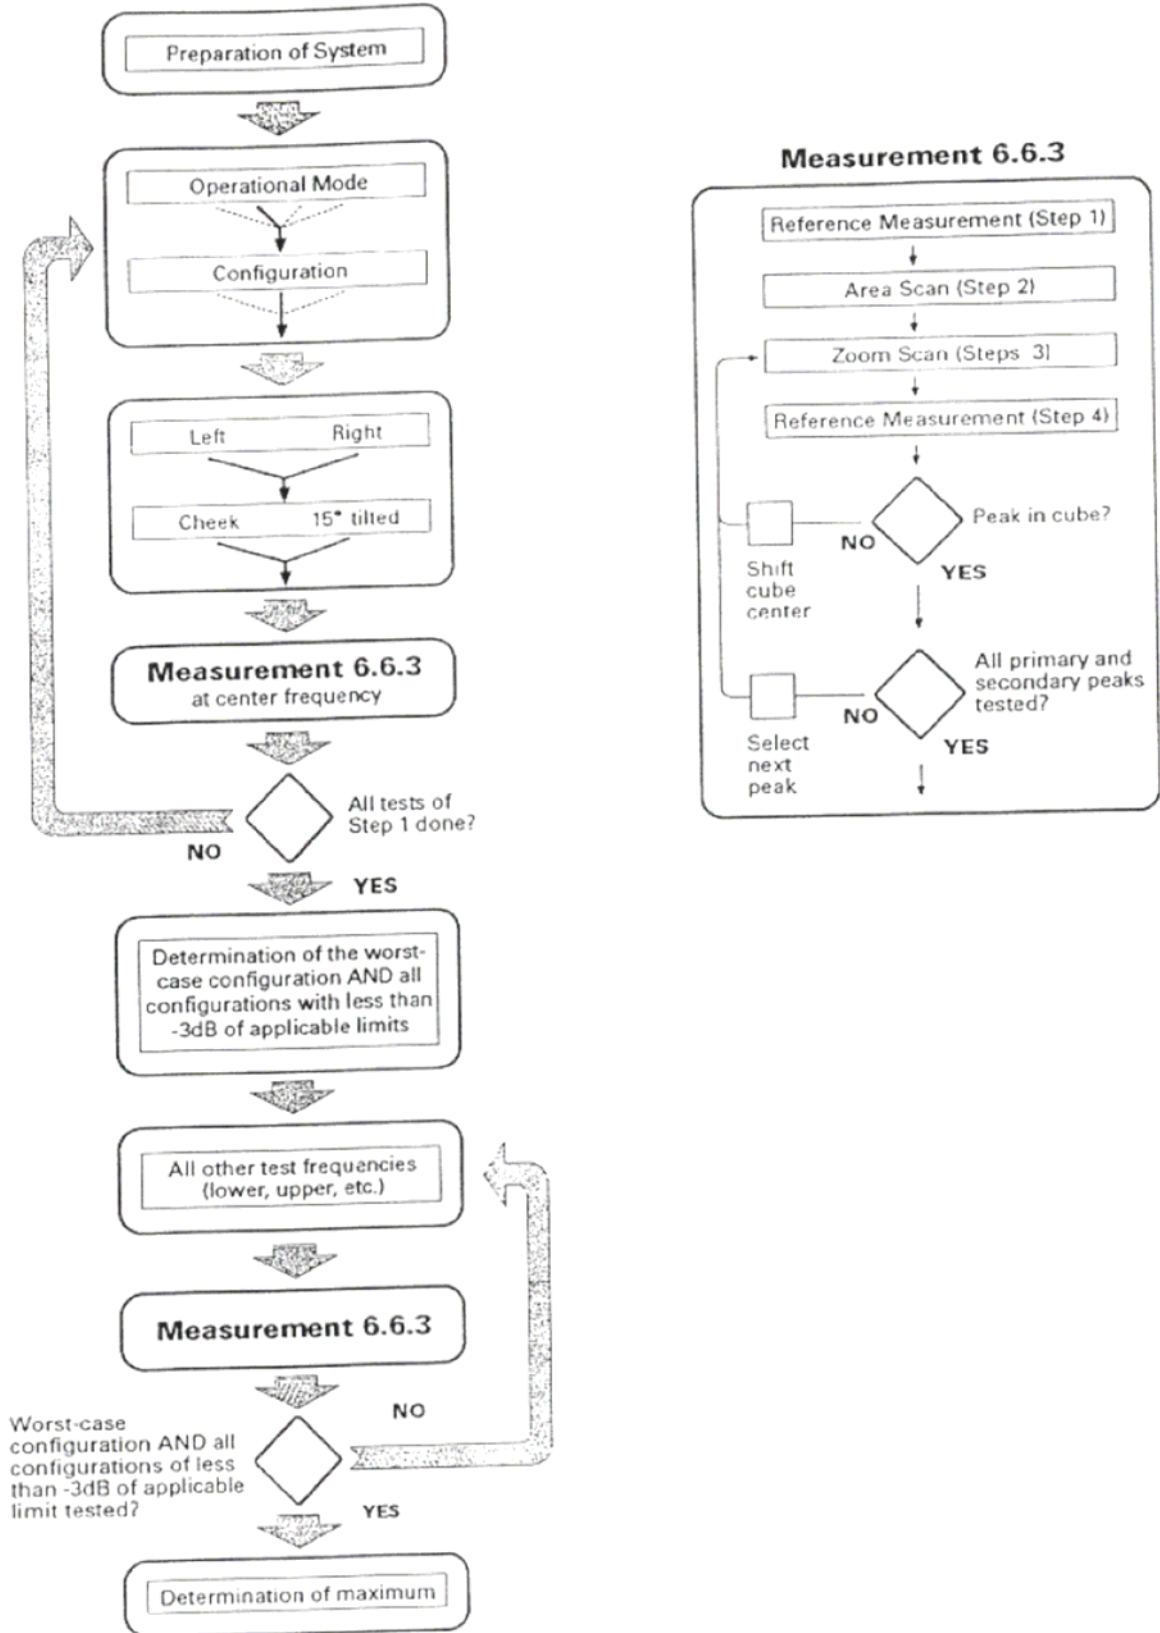 Preparation of System
Operational Mode
Configuration
Left Right
Cheek 15° tilted
Measurement 6.6.3
at center frequency
All tests of
Step 1 done?
NO
YES
Determination of the worst-
case configuration AND all
configurations with less than
-3dB of applicable limits
All other test frequencies
(lower, upper, etc.)
Measurement 6.6.3
NO
Worst-case
configuration AND all
configurations of less
than -3dB of applicable
limit tested?
YES
Determination of maximum
Measurement 6.6.3
Reference Measurement (Step 1)
Area Scan (Step 2)
Zoom Scan (Steps 3)
Reference Measurement (Step 4)
Peak in cube?
NO
YES
Shift
cube
center
All primary and
secondary peaks
tested?
NO
YES
Select
next
peak